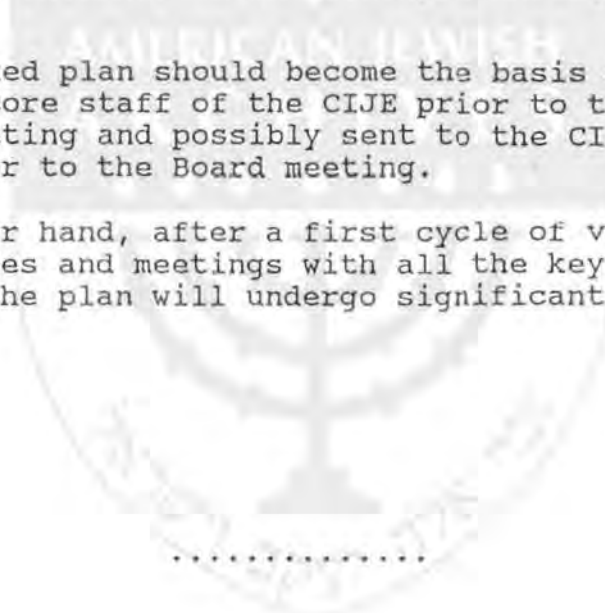 AMERICAN JEWISH
ed plan should become the basis
ore staff of the CIJE prior to t
ting and possibly sent to the CI
r to the Board meeting.
r hand, after a first cycle of v
es and meetings with all the key
he plan will undergo significant
..............